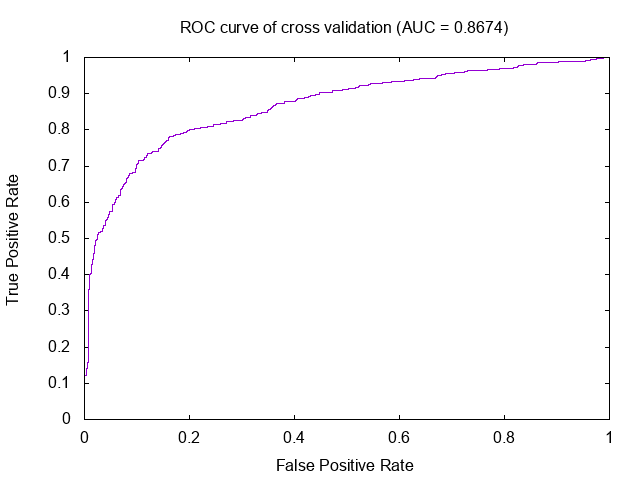 ROC curve of cross validation (AUC = 0.8674)
1
0.9
0.8
0.7
0.6
0.5
0.4
0.3
0.2
0.1
0
True Positive Rate
0 0.2 0.4 0.6 0.8 1
False Positive Rate